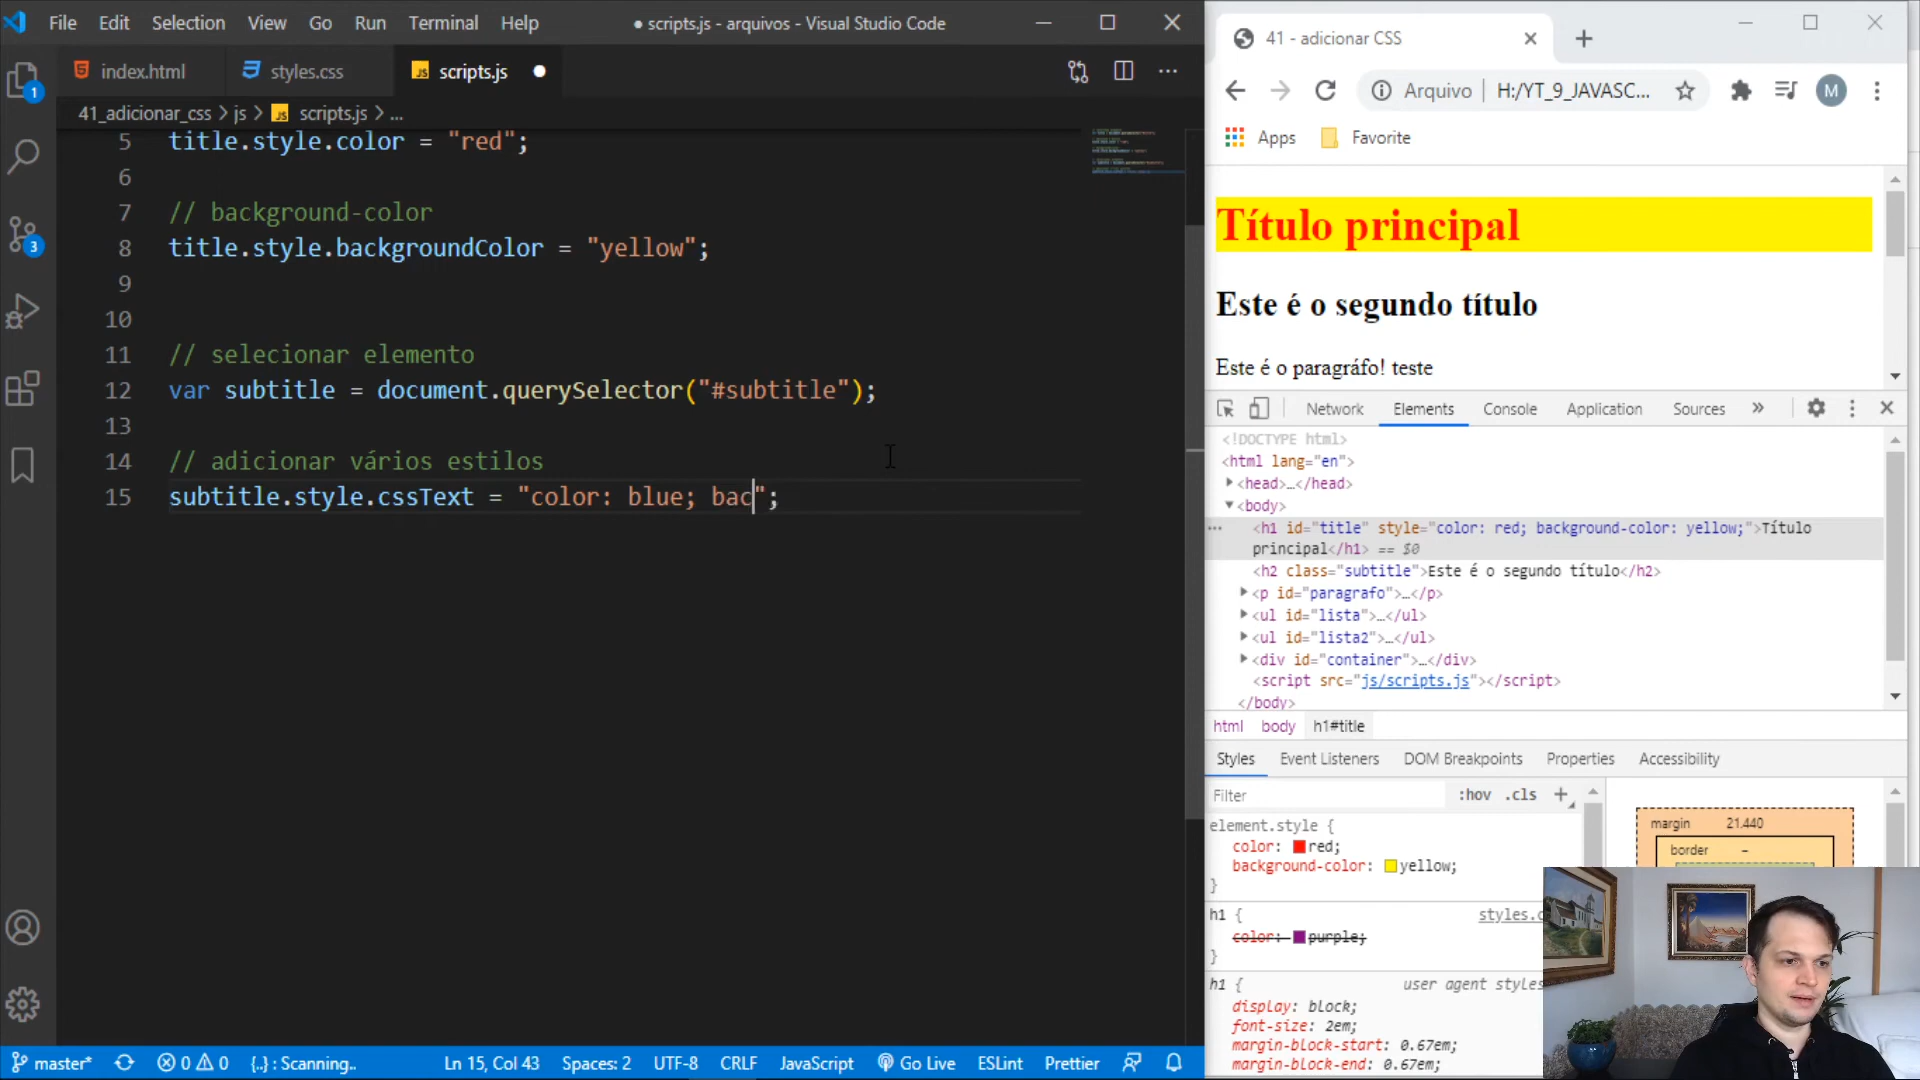 File Edit Selection View Go Run Terminal Help
● scripts.js - arquivos - Visual Studio Code
index.html styles.css scripts.js
41_adicionar_css > js > scripts.js > ...
5 title.style.color = "red";
6
7 // background-color
8 title.style.backgroundColor = "yellow";
9
10
11 // selecionar elemento
12 var subtitle = document.querySelector("#subtitle");
13
14 // adicionar vários estilos
15 subtitle.style.cssText = "color: blue; bac";
1
3
master* 0 0 {..} : Scanning.. Ln 15, Col 43 Spaces: 2 UTF-8 CRLF JavaScript Go Live ESLint Prettier
41 - adicionar CSS
Arquivo H:/YT_9_JAVASC... M
Apps Favorite
Título principal
Este é o segundo título
Este é o paragráfo! teste
Network Elements Console Application Sources »
<!DOCTYPE html>
<html lang="en">
<head>…</head>
<body>
<h1 id="title" style="color: red; background-color: yellow;">Título
principal</h1> == $0
<h2 class="subtitle">Este é o segundo título</h2>
<p id="paragrafo">…</p>
<ul id="lista">…</ul>
<ul id="lista2">…</ul>
<div id="container">…</div>
<script src="js/scripts.js"></script>
</body>
html body h1#title
Styles Event Listeners DOM Breakpoints Properties Accessibility
Filter :hov .cls +
element.style {
color: red;
background-color: yellow;
}
h1 { styles.c
color: purple;
}
h1 { user agent styles
display: block;
font-size: 2em;
margin-block-start: 0.67em;
margin-block-end: 0.67em;
margin 21.440
border –